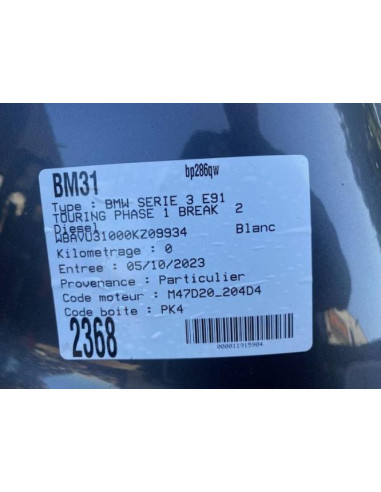 bp286qw
BM31
Type : BMW SERIE 3 E91
TOURING PHASE 1 BREAK 2
Diesel
WBAVU31000KZ09934 Blanc
Kilometrage : 0
Entree : 05/10/2023
Provenance : Particulier
Code moteur : M47D20_204D4
Code boite : PK4
2368
000011915904